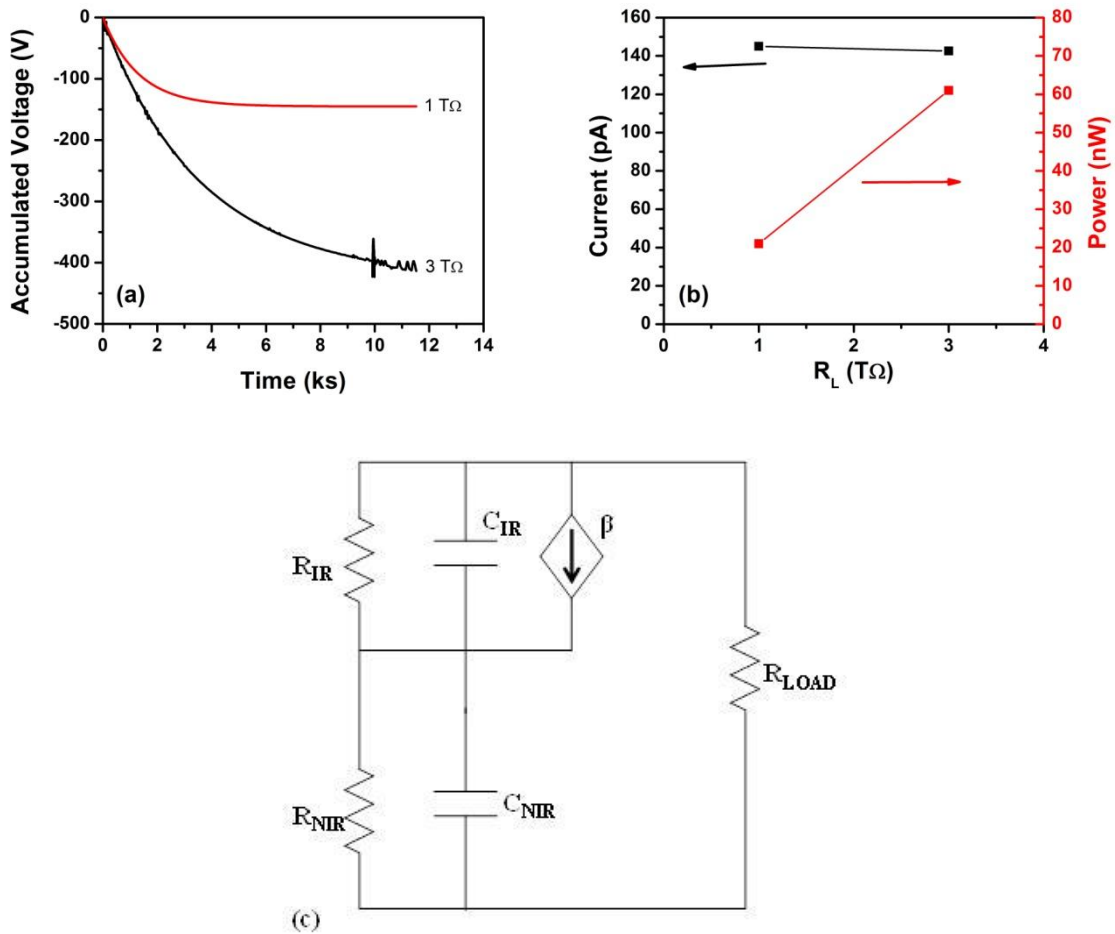 Accumulated Voltage (V)
0
-100
-200
-300
-400
-500
1 TΩ
3 TΩ
(a)
0 2 4 6 8 10 12 14
Time (ks)
Current (pA)
160
140
120
100
80
60
40
20
0
(b)
0 1 2 3 4
R_L (TΩ)
80
70
60
50
40
30
20
10
0
Power (nW)
C_IR
β
R_IR
R_LOAD
R_NIR
C_NIR
(c)